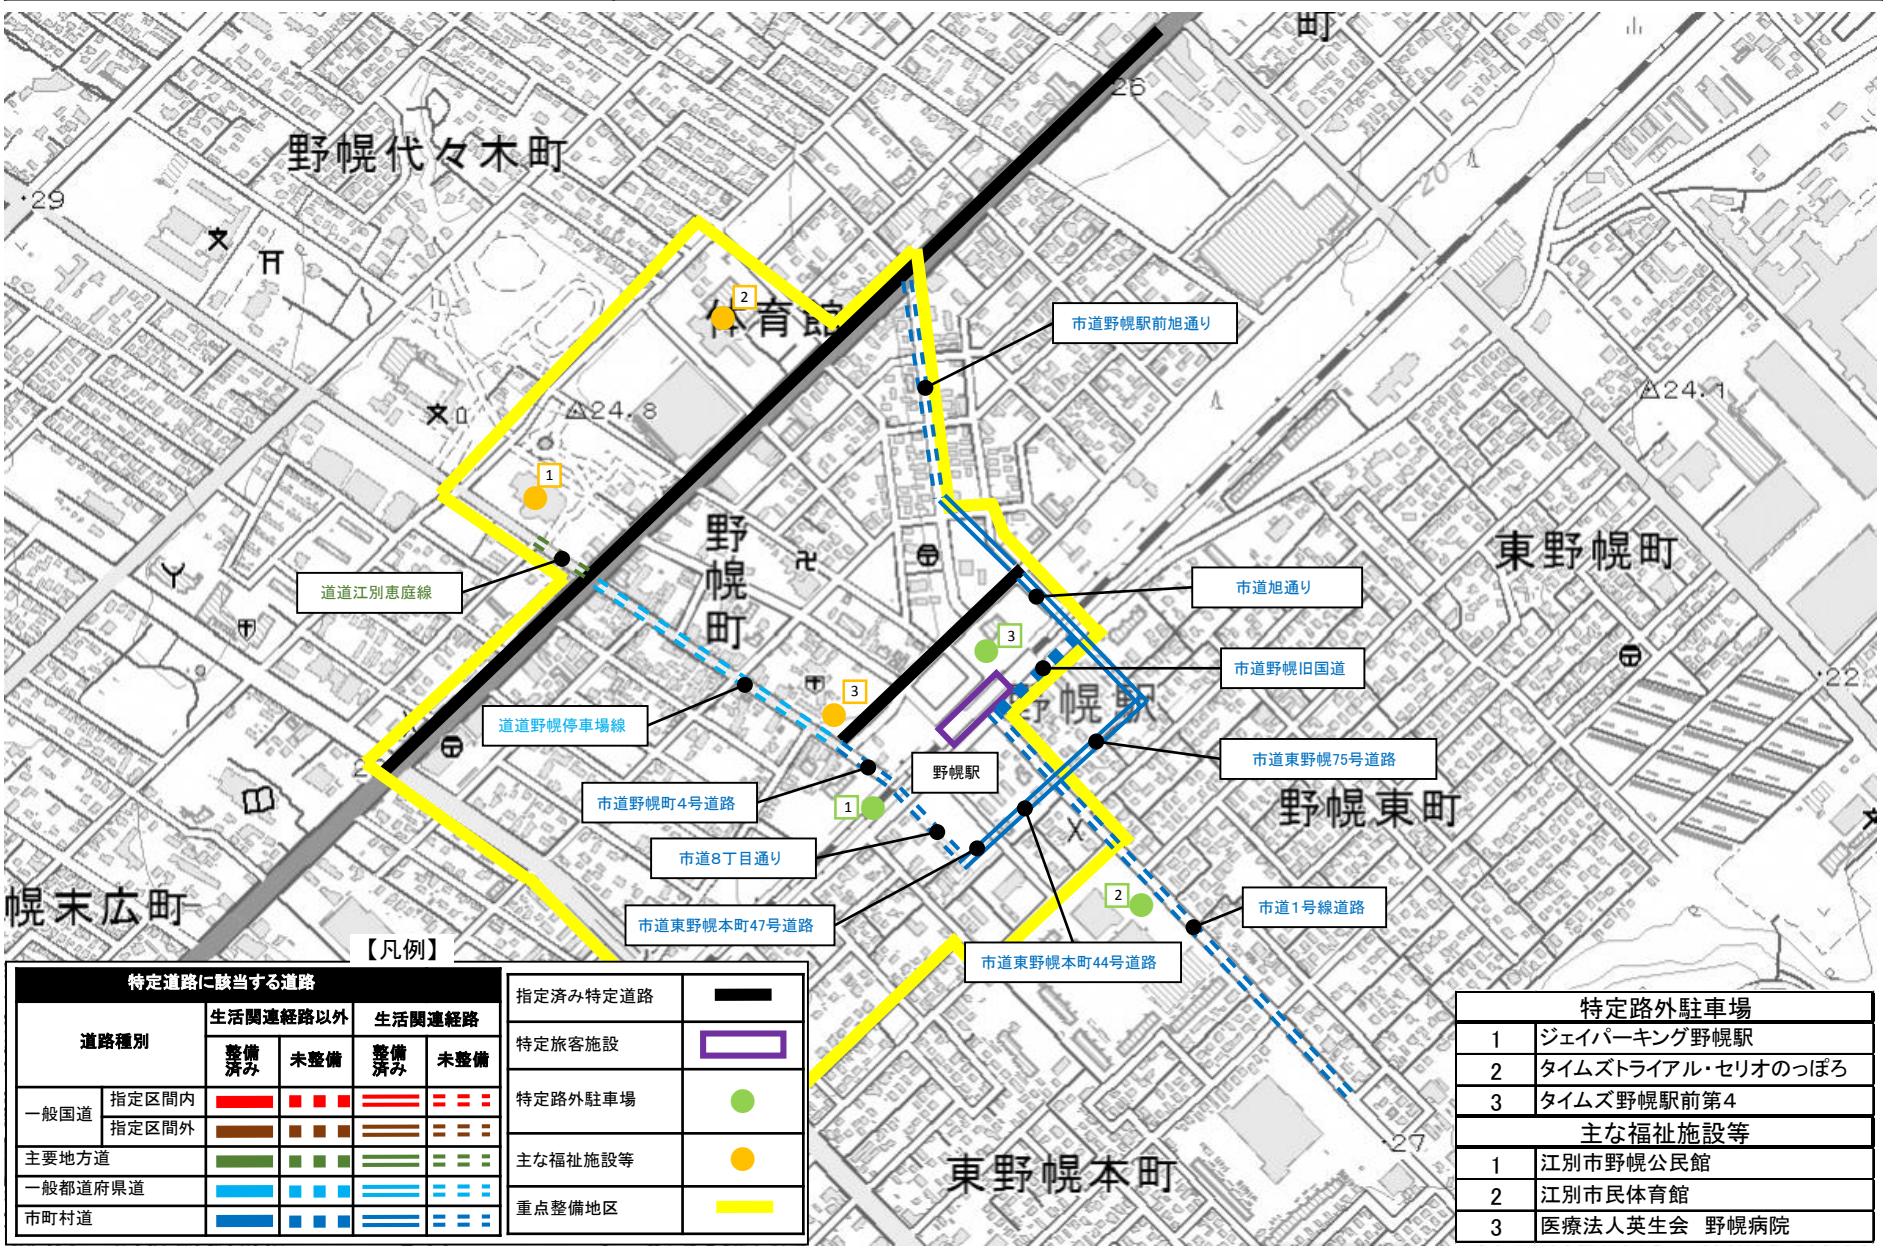 町
26
野幌代々木町
20
29
2
体育館
市道野幌駅前旭通り
24.8
24.1
1
野幌町
東野幌町
道道江別恵庭線
市道旭通り
3
市道野幌旧国道
22
3
野幌駅
道道野幌停車場線
市道東野幌75号道路
野幌駅
市道野幌町4号道路
1
野幌東町
市道8丁目通り
2
幌末広町
市道東野幌本町47号道路
市道1号線道路
市道東野幌本町44号道路
27
東野幌本町
【凡例】
特定道路に該当する道路
道路種別
生活関連経路以外
生活関連経路
整備済み
未整備
整備済み
未整備
一般国道
指定区間内
指定区間外
主要地方道
一般都道府県道
市町村道
指定済み特定道路
特定旅客施設
特定路外駐車場
主な福祉施設等
重点整備地区
特定路外駐車場
1 ジェイパーキング野幌駅
2 タイムズトライアル・セリオのっぽろ
3 タイムズ野幌駅前第4
主な福祉施設等
1 江別市野幌公民館
2 江別市民体育館
3 医療法人英生会 野幌病院